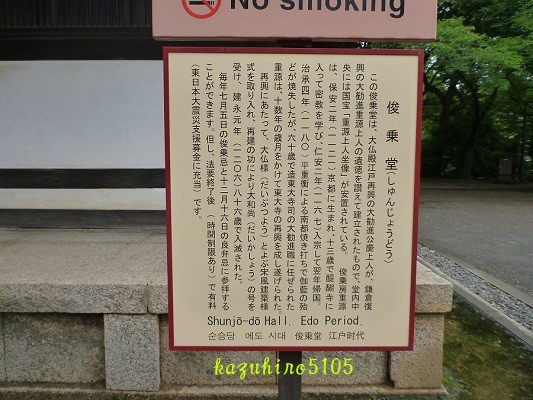 No smoking
俊乗堂(しゅんじょうどう)
この俊乗堂は、大仏殿江戸再興の大勧進公慶上人が、鎌倉復
興の大勧進重源上人の遺徳を讃えて建立されたもので、堂内中
央には国宝「重源上人坐像」が安置されている。 俊乗房重源
は、保安二年(一一二一)京都に生まれ、十三歳で醍醐寺に
入って密教を学び、仁安二年(一一六七)入宗して翌年帰国。
治承四年(一一八〇)平重衡による南都焼き打ちで伽藍の殆
どが焼失したが、六十歳で造東大寺司の大勧進職に任ぜられた
重源は、十数年の歳月をかけて東大寺の再興を成し遂げられた。
再興にあたって、大仏様(だいぶつよう)とよぶ宋風建築様
式を取り入れ、再建の功により大和尚(だいかしょう)の号を
受け、建永元年(一二〇六)八十六歳で入滅された。
毎年七月五日の俊乗忌と十二月十六日の良弁忌に参拝する
ことができます。但し、法要終了後(時間制限あり)で有料
(東日本大震災支援募金に充当)です。
Shunjō-dō Hall. Edo Period.
순승당 에도 시대 俊乗堂 江户时代
kazuhiro5105